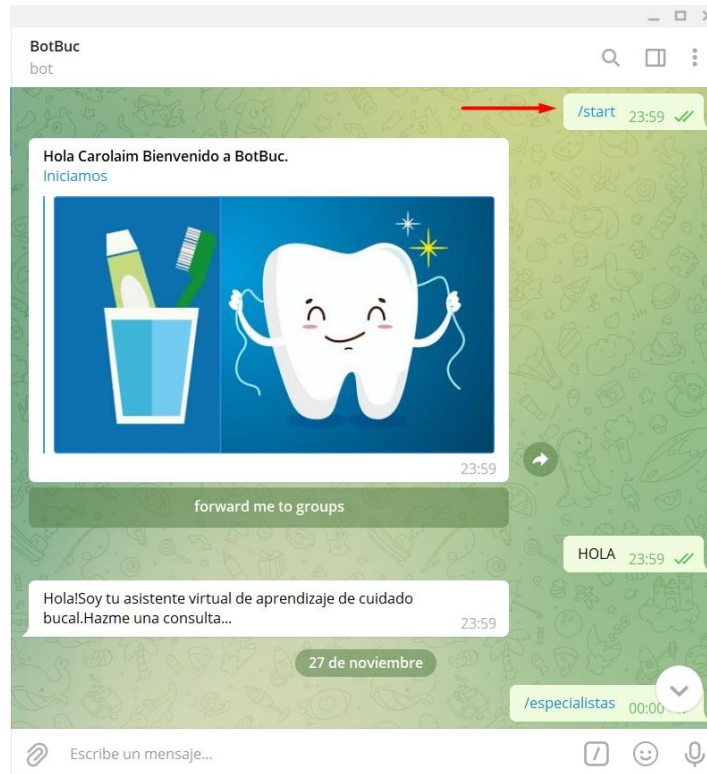 BotBuc
bot
/start 23:59
Hola Carolaim Bienvenido a BotBuc.
Iniciamos
23:59
forward me to groups
HOLA 23:59
Hola!Soy tu asistente virtual de aprendizaje de cuidado
bucal.Hazme una consulta...
23:59
27 de noviembre
/especialistas 00:00
Escribe un mensaje...